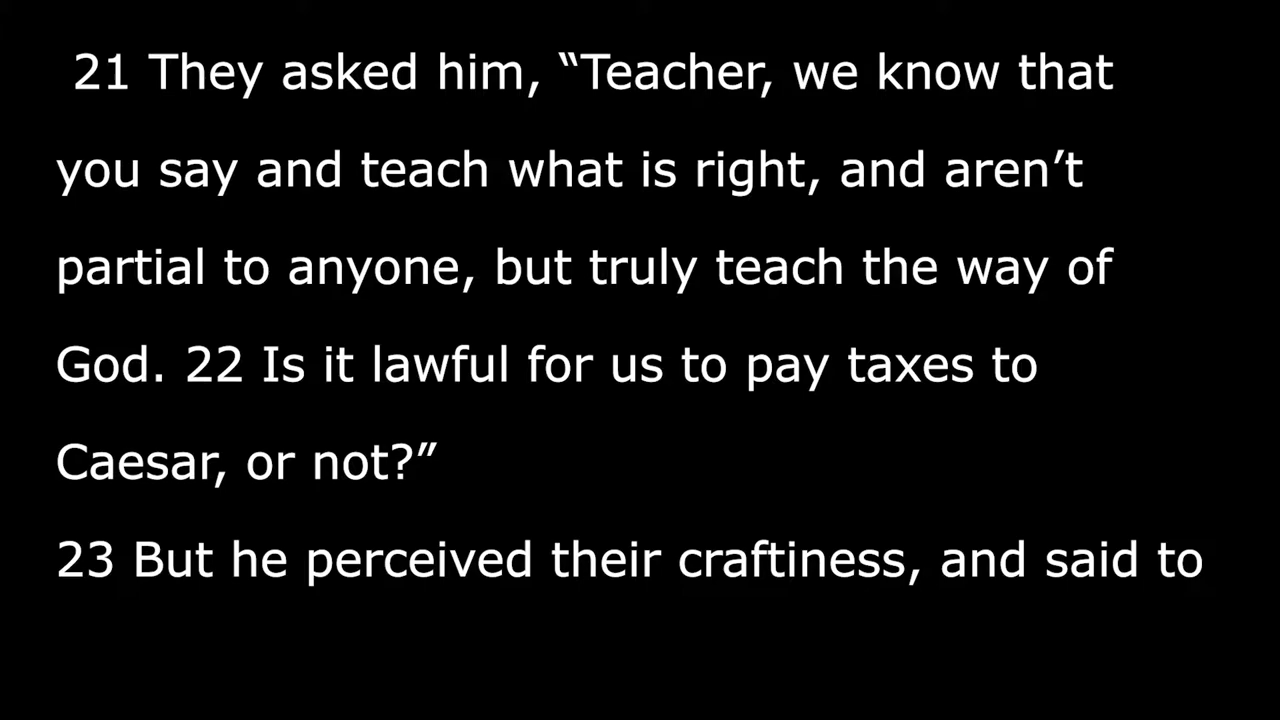 21 They asked him, “Teacher, we know that
you say and teach what is right, and aren’t
partial to anyone, but truly teach the way of
God. 22 Is it lawful for us to pay taxes to
Caesar, or not?”
23 But he perceived their craftiness, and said to